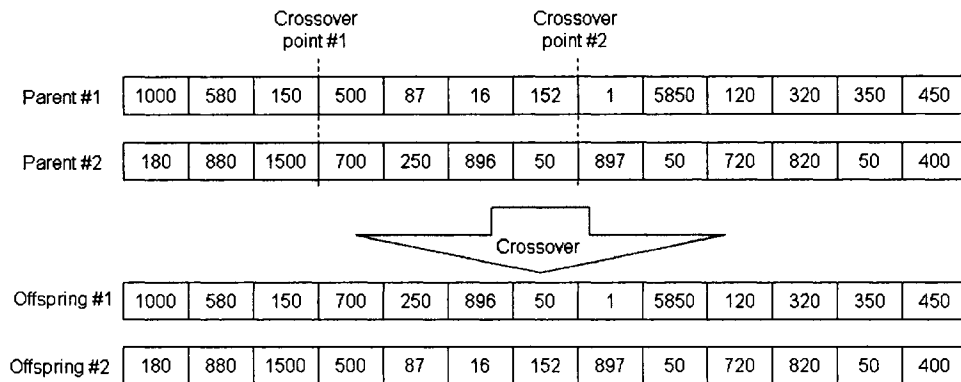 Crossover point #1
Crossover point #2
Parent #1 1000 580 150 500 87 16 152 1 5850 120 320 350 450
Parent #2 180 880 1500 700 250 896 50 897 50 720 820 50 400
Crossover
Offspring #1 1000 580 150 700 250 896 50 1 5850 120 320 350 450
Offspring #2 180 880 1500 500 87 16 152 897 50 720 820 50 400